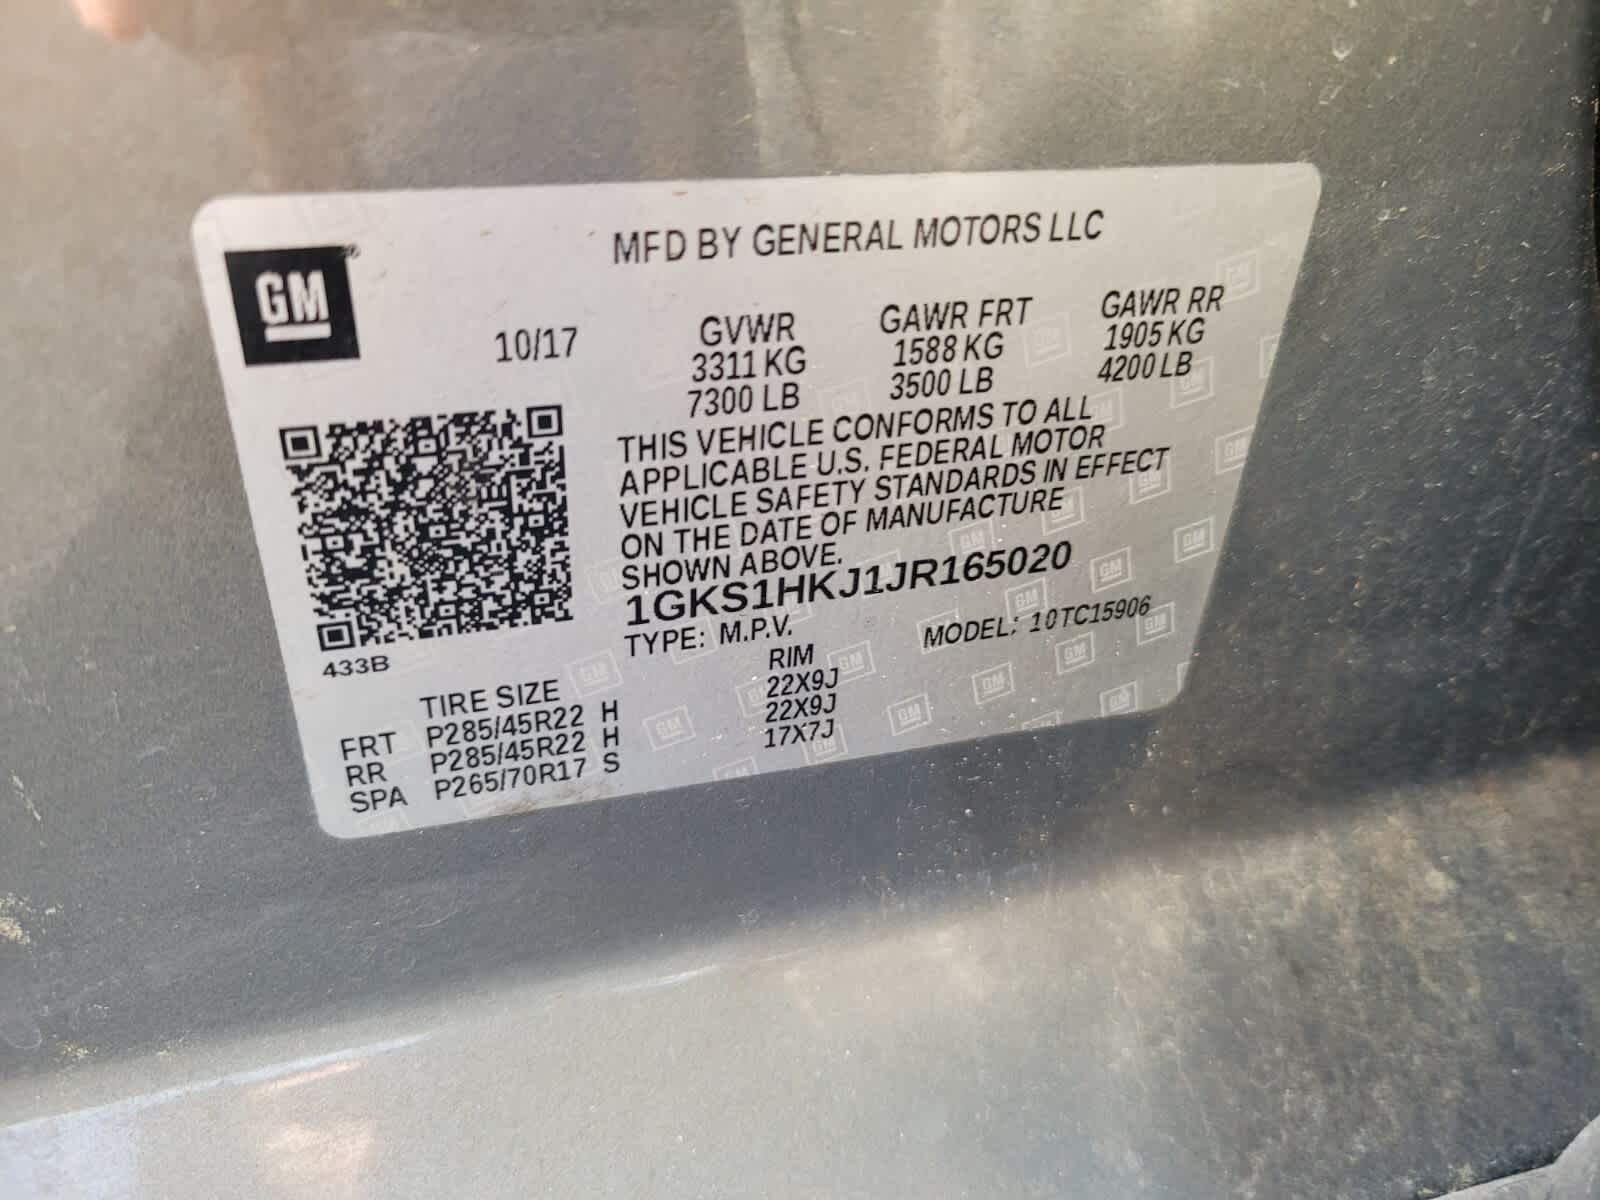 GM
MFD BY GENERAL MOTORS LLC
10/17
GVWR GAWR FRT GAWR RR
3311 KG 1588 KG 1905 KG
7300 LB 3500 LB 4200 LB
THIS VEHICLE CONFORMS TO ALL
APPLICABLE U.S. FEDERAL MOTOR
VEHICLE SAFETY STANDARDS IN EFFECT
ON THE DATE OF MANUFACTURE
SHOWN ABOVE.
1GKS1HKJ1JR165020
TYPE: M.P.V. MODEL: 10TC15906
433B
TIRE SIZE RIM
FRT P285/45R22 H 22X9J
RR P285/45R22 H 22X9J
SPA P265/70R17 S 17X7J